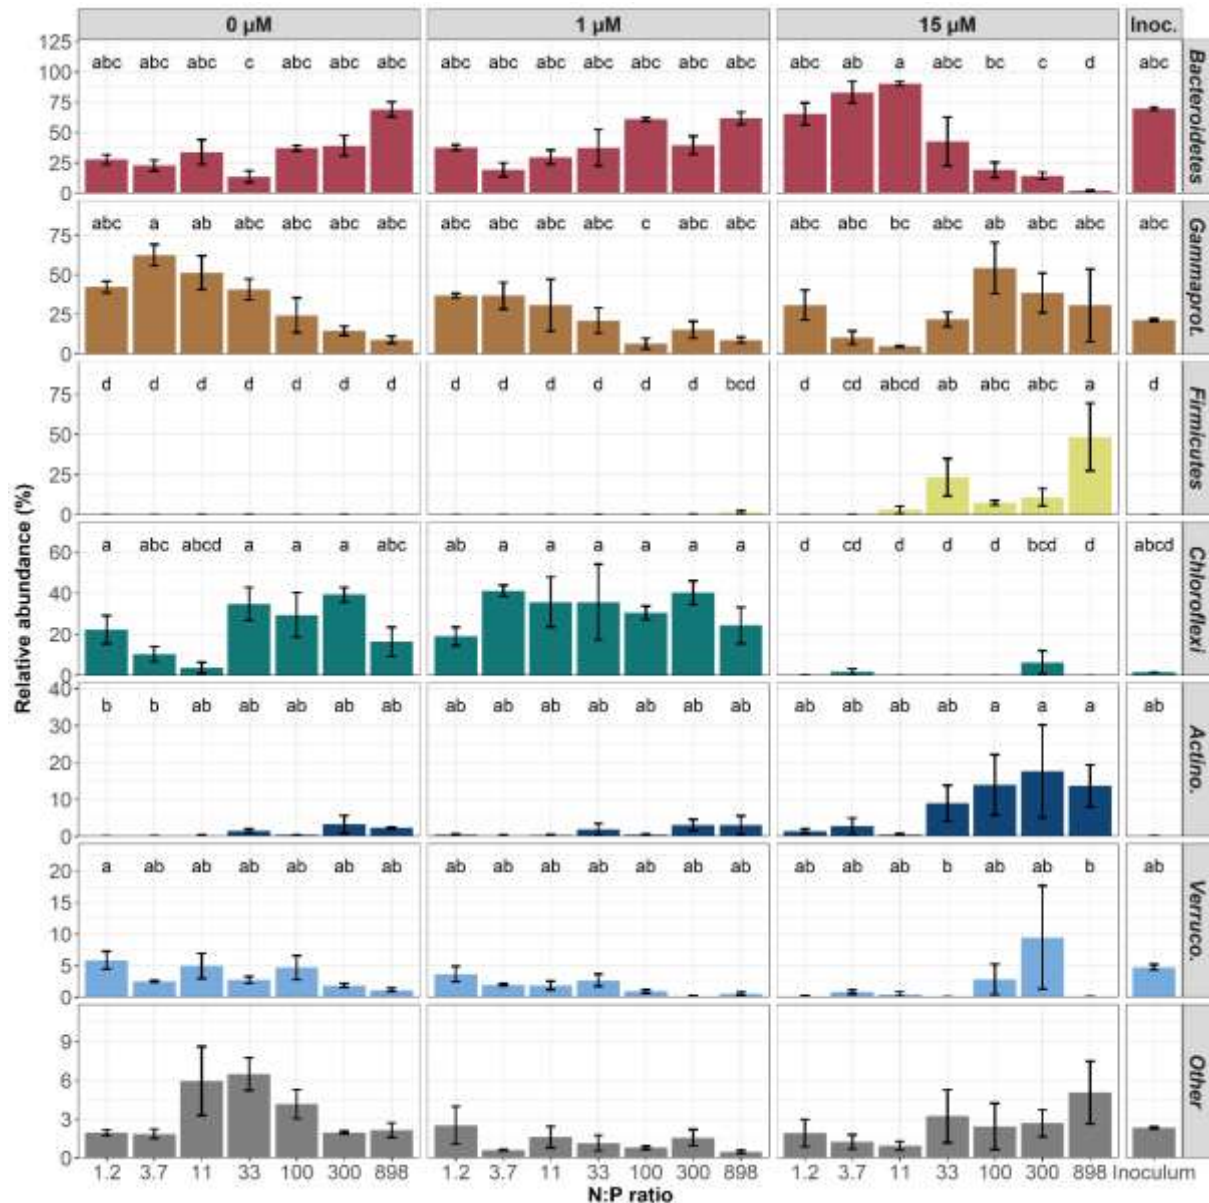 0 µM 1 µM 15 µM Inoc.
125
abc abc abc c abc abc abc abc abc abc abc abc abc abc abc ab a abc bc c d abc
100
75
50
25
0
Bacteroidetes
abc a ab abc abc abc abc abc abc abc abc c abc abc abc abc bc abc ab abc abc abc
75
50
25
0
Gammaprot.
d d d d d d d d d d d d d bcd d cd abcd ab abc abc a d
75
50
25
0
Firmicutes
a abc abcd a a a abc ab a a a a a a d cd d d d bcd d abcd
60
40
20
0
Chloroflexi
40
b b ab ab ab ab ab ab ab ab ab ab ab ab ab ab ab ab a a a ab
30
20
10
0
Actino.
a ab ab ab ab ab ab ab ab ab ab ab ab ab ab ab ab b ab ab b ab
20
15
10
5
0
Verruco.
9
6
3
0
Other
1.2 3.7 11 33 100 300 898 1.2 3.7 11 33 100 300 898 1.2 3.7 11 33 100 300 898 Inoculum
N:P ratio
Relative abundance (%)